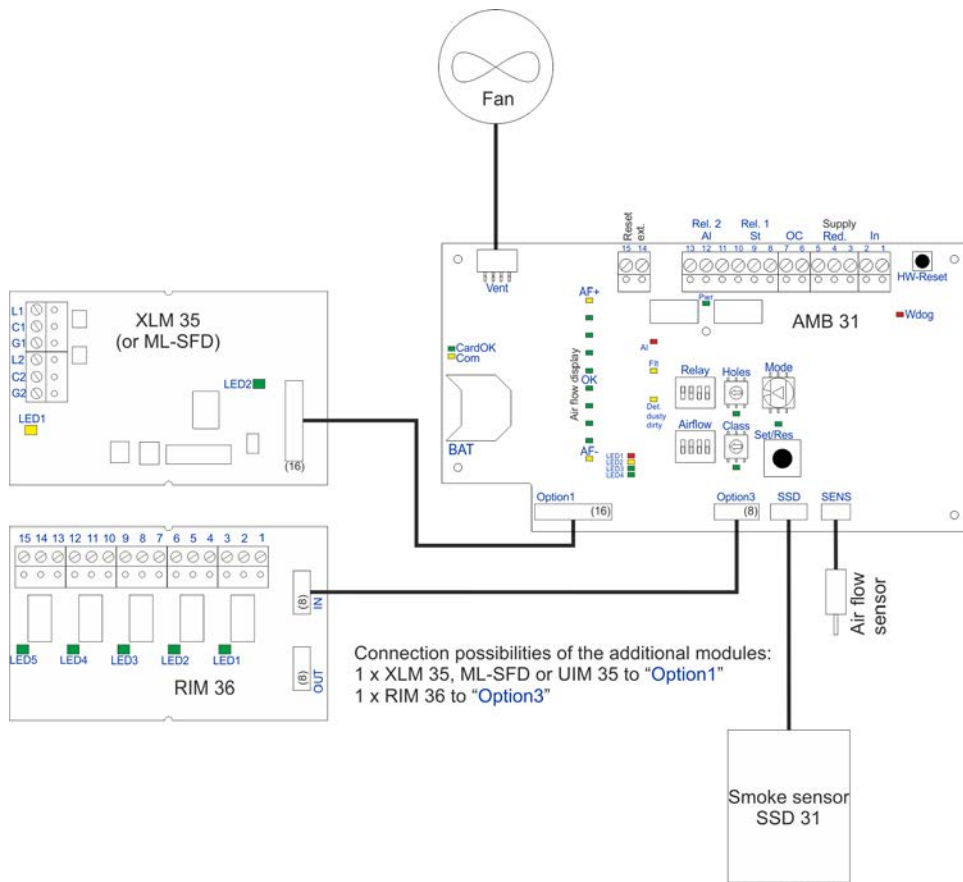 Fan
Vent
Reset
ext.
15 14
Rel. 2
Al
Rel. 1
St
OC
Supply
Red.
In
13 12 11 10 9 8 7 6 5 4 3 2 1
HW-Reset
Pwr
AMB 31
Wdog
AF+
CardOK
Com
Air flow display
OK
AF-
BAT
Al
Flt
Det.
dusty
dirty
Relay
Holes
Mode
Airflow
Class
Set/Res
LED1
LED2
LED3
LED4
Option1
(16)
Option3
(8)
SSD
SENS
Air flow
sensor
XLM 35
(or ML-SFD)
L1
C1
G1
L2
C2
G2
LED1
LED2
(16)
15 14 13 12 11 10 9 8 7 6 5 4 3 2 1
(8)
IN
LED5 LED4 LED3 LED2 LED1
(8)
OUT
RIM 36
Connection possibilities of the additional modules:
1 x XLM 35, ML-SFD or UIM 35 to “Option1”
1 x RIM 36 to “Option3”
Smoke sensor
SSD 31